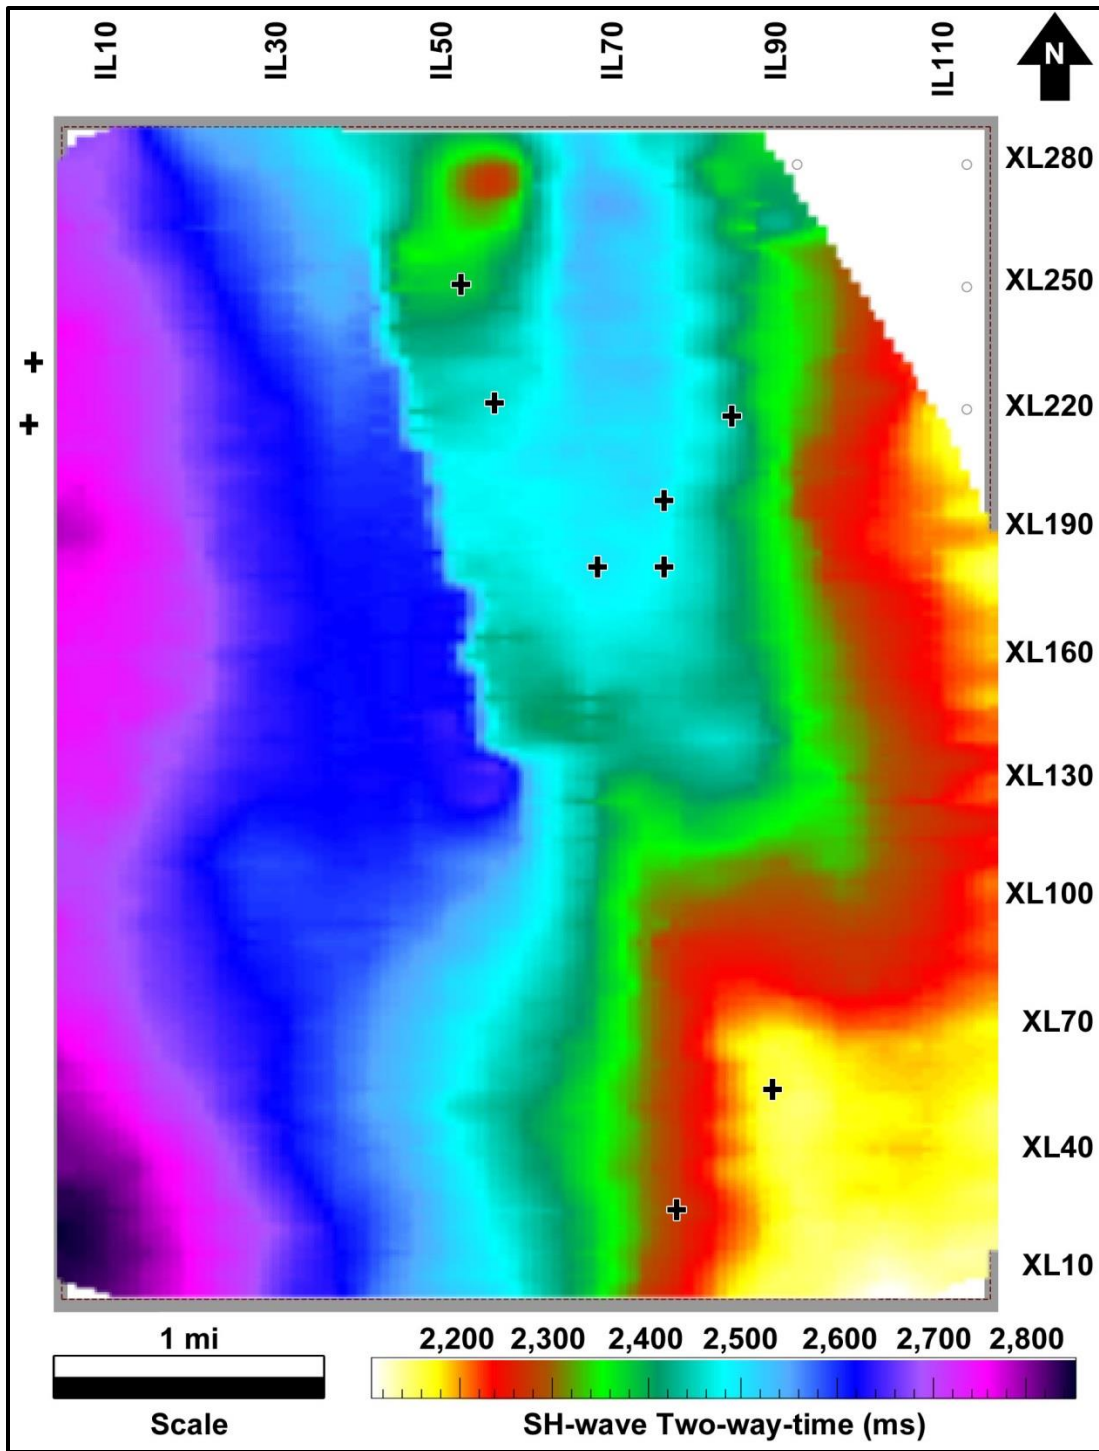 IL10 IL30 IL50 IL70 IL90 IL110 N
XL280
XL250
XL220
XL190
XL160
XL130
XL100
XL70
XL40
XL10
1 mi
2,200 2,300 2,400 2,500 2,600 2,700 2,800
Scale
SH-wave Two-way-time (ms)